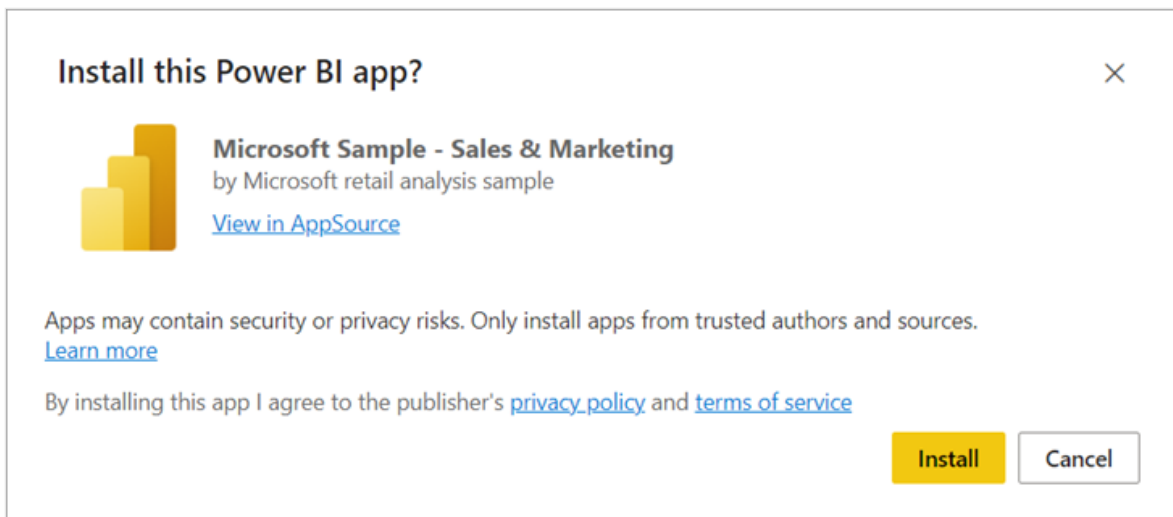 Install this Power BI app?
Microsoft Sample - Sales & Marketing
by Microsoft retail analysis sample
View in AppSource
Apps may contain security or privacy risks. Only install apps from trusted authors and sources.
Learn more
By installing this app I agree to the publisher's privacy policy and terms of service
Install Cancel